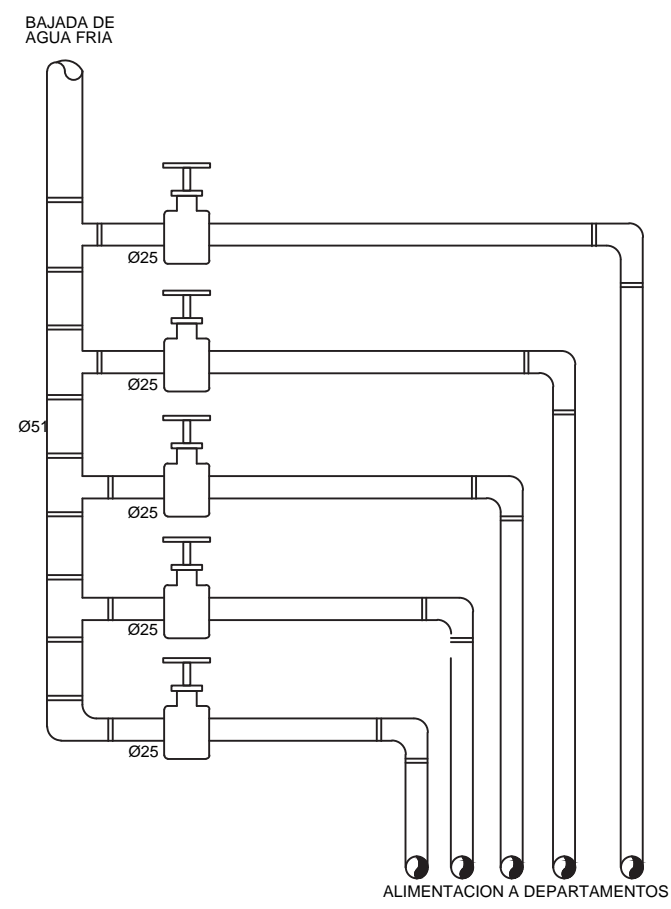 BAJADA DE
AGUA FRIA
Ø25
Ø25
Ø51
Ø25
Ø25
Ø25
ALIMENTACION A DEPARTAMENTOS